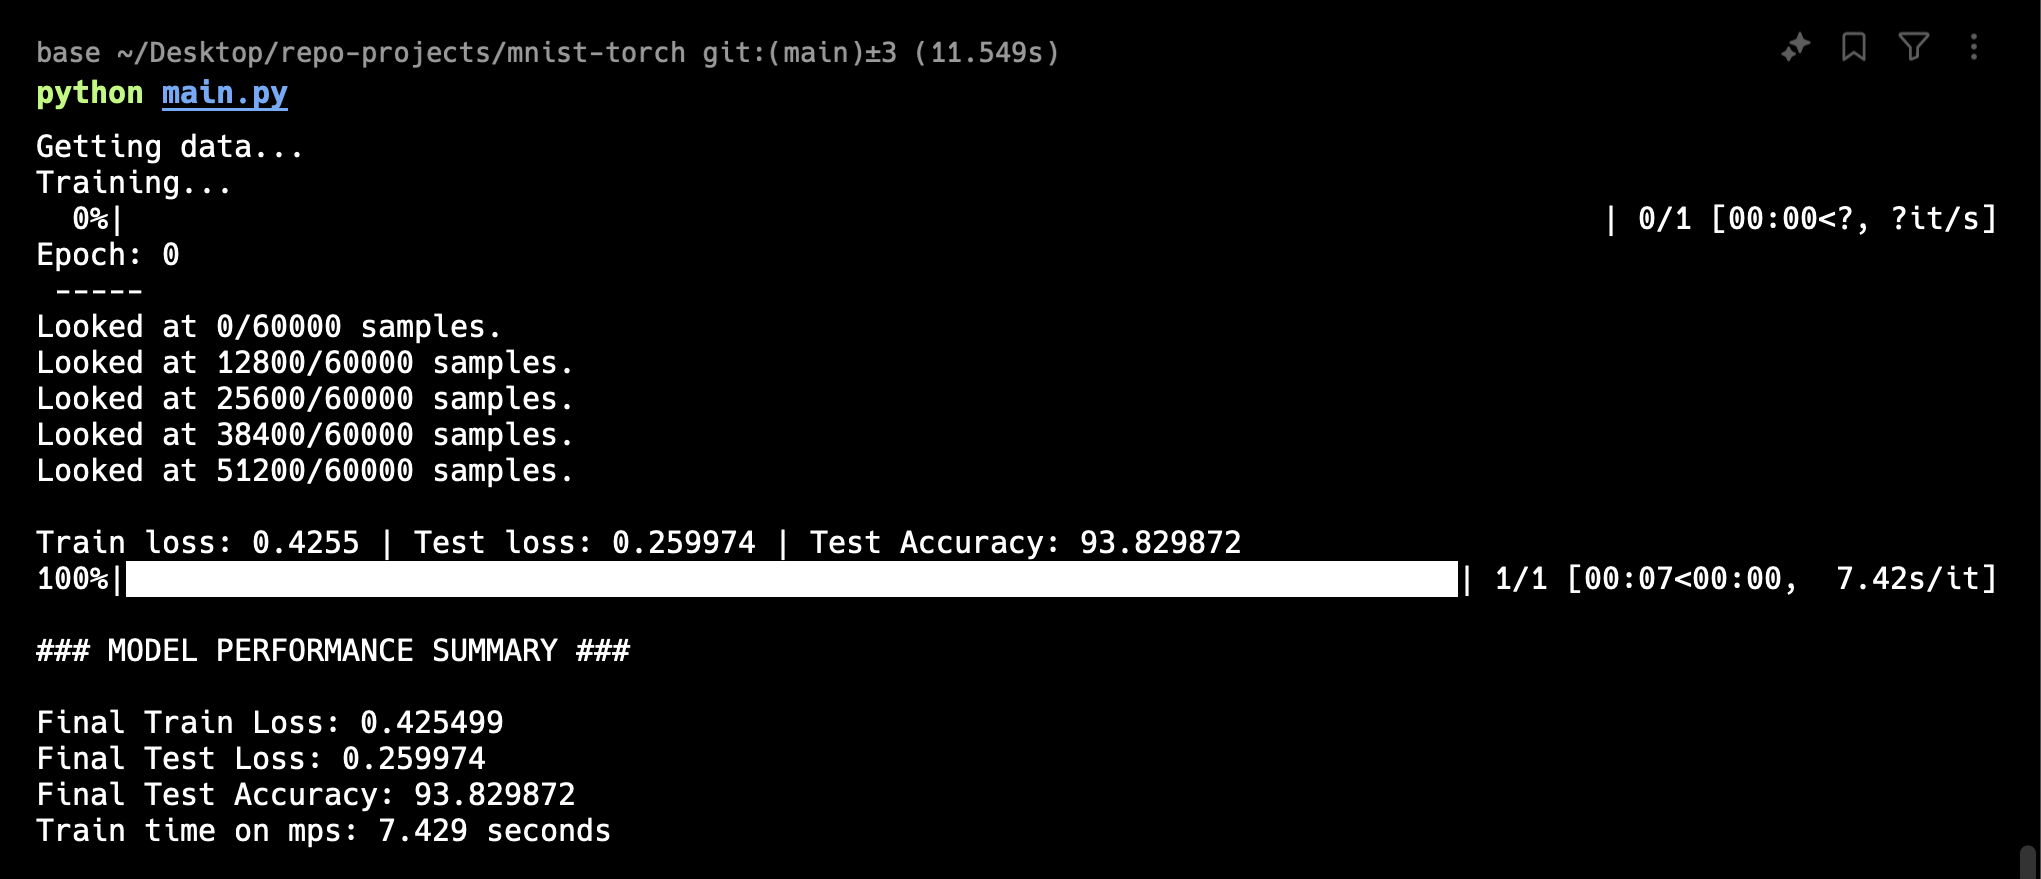 base ~/Desktop/repo-projects/mnist-torch git:(main)±3 (11.549s)
python main.py
Getting data...
Training...
  0%|                                                                                   | 0/1 [00:00<?, ?it/s]
Epoch: 0
 -----
Looked at 0/60000 samples.
Looked at 12800/60000 samples.
Looked at 25600/60000 samples.
Looked at 38400/60000 samples.
Looked at 51200/60000 samples.
Train loss: 0.4255 | Test loss: 0.259974 | Test Accuracy: 93.829872
100%|██████████████████████████████████████████████████████████████████████████| 1/1 [00:07<00:00,  7.42s/it]
### MODEL PERFORMANCE SUMMARY ###
Final Train Loss: 0.425499
Final Test Loss: 0.259974
Final Test Accuracy: 93.829872
Train time on mps: 7.429 seconds